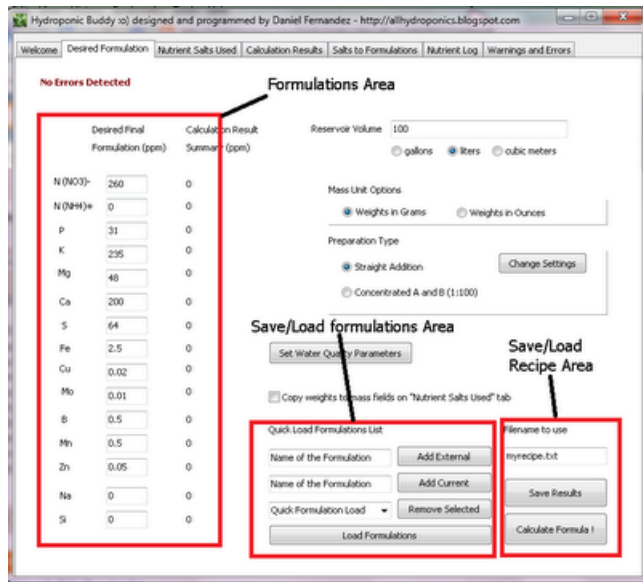 Hydroponic Buddy :o) designed and programmed by Daniel Fernandez - http://allhydroponics.blogspot.com
Welcome Desired Formulation Nutrient Salts Used Calculation Results Salts to Formulations Nutrient Log Warnings and Errors
No Errors Detected
Formulations Area
Desired Final Calculation Result
Formulation (ppm) Summary (ppm)
Reservoir Volume 100
gallons liters cubic meters
N (NO3)- 260 0
N (NH4)+ 0 0
P 31 0
K 235 0
Mg 48 0
Ca 200 0
S 64 0
Fe 2.5 0
Cu 0.02 0
Mo 0.01 0
B 0.5 0
Mn 0.5 0
Zn 0.05 0
Na 0 0
Si 0 0
Mass Unit Options
Weights in Grams Weights in Ounces
Preparation Type
Straight Addition Change Settings
Concentrated A and B (1:100)
Save/Load formulations Area
Set Water Quality Parameters
Save/Load
Recipe Area
Copy weights to mass fields on "Nutrient Salts Used" tab
Quick Load Formulations List
Name of the Formulation Add External
Name of the Formulation Add Current
Quick Formulation Load Remove Selected
Load Formulations
Filename to use
myrecipe.txt
Save Results
Calculate Formula !